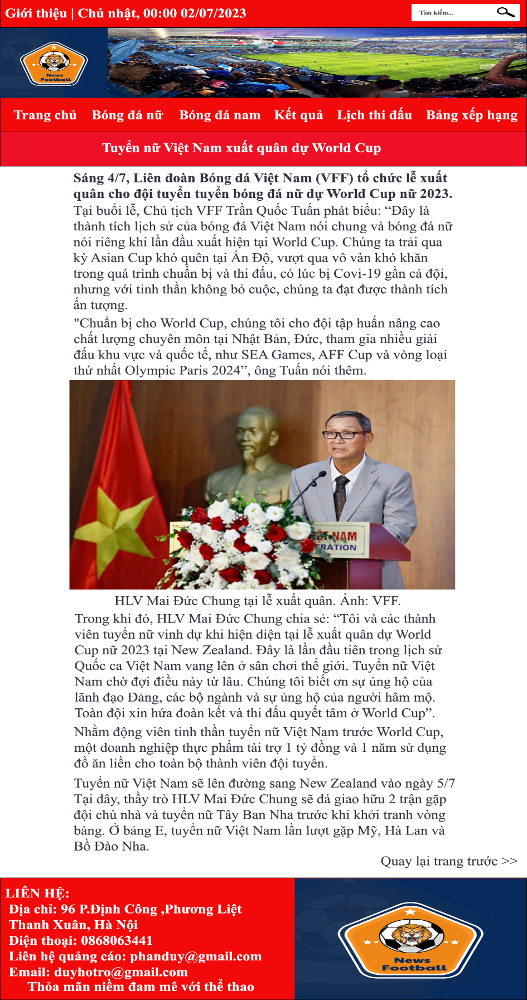 Giới thiệu | Chủ nhật, 00:00 02/07/2023
Tìm kiếm...
News
Football
Trang chủ Bóng đá nữ Bóng đá nam Kết quả Lịch thi đấu Bảng xếp hạng
Tuyển nữ Việt Nam xuất quân dự World Cup
Sáng 4/7, Liên đoàn Bóng đá Việt Nam (VFF) tổ chức lễ xuất
quân cho đội tuyển tuyển bóng đá nữ dự World Cup nữ 2023.
Tại buổi lễ, Chủ tịch VFF Trần Quốc Tuấn phát biểu: “Đây là
thành tích lịch sử của bóng đá Việt Nam nói chung và bóng đá nữ
nói riêng khi lần đầu xuất hiện tại World Cup. Chúng ta trải qua
kỳ Asian Cup khó quên tại Ấn Độ, vượt qua vô vàn khó khăn
trong quá trình chuẩn bị và thi đấu, có lúc bị Covi-19 gần cả đội,
nhưng với tinh thần không bỏ cuộc, chúng ta đạt được thành tích
ấn tượng.
"Chuẩn bị cho World Cup, chúng tôi cho đội tập huấn nâng cao
chất lượng chuyên môn tại Nhật Bản, Đức, tham gia nhiều giải
đấu khu vực và quốc tế, như SEA Games, AFF Cup và vòng loại
thứ nhất Olympic Paris 2024”, ông Tuấn nói thêm.
IỆT NAM
ERATION
HLV Mai Đức Chung tại lễ xuất quân. Ảnh: VFF.
Trong khi đó, HLV Mai Đức Chung chia sẻ: “Tôi và các thành
viên tuyển nữ vinh dự khi hiện diện tại lễ xuất quân dự World
Cup nữ 2023 tại New Zealand. Đây là lần đầu tiên trong lịch sử
Quốc ca Việt Nam vang lên ở sân chơi thế giới. Tuyển nữ Việt
Nam chờ đợi điều này từ lâu. Chúng tôi biết ơn sự ủng hộ của
lãnh đạo Đảng, các bộ ngành và sự ủng hộ của người hâm mộ.
Toàn đội xin hứa đoàn kết và thi đấu quyết tâm ở World Cup”.
Nhằm động viên tinh thần tuyển nữ Việt Nam trước World Cup,
một doanh nghiệp thực phẩm tài trợ 1 tỷ đồng và 1 năm sử dụng
đồ ăn liền cho toàn bộ thành viên đội tuyển.
Tuyển nữ Việt Nam sẽ lên đường sang New Zealand vào ngày 5/7
Tại đây, thầy trò HLV Mai Đức Chung sẽ đá giao hữu 2 trận gặp
đội chủ nhà và tuyển nữ Tây Ban Nha trước khi khởi tranh vòng
bảng. Ở bảng E, tuyển nữ Việt Nam lần lượt gặp Mỹ, Hà Lan và
Bồ Đào Nha.
Quay lại trang trước >>
LIÊN HỆ:
Địa chỉ: 96 P.Định Công ,Phương Liệt
Thanh Xuân, Hà Nội
Điện thoại: 0868063441
Liên hệ quảng cáo: phanduy@gmail.com
Email: duyhotro@gmail.com
Thỏa mãn niềm đam mê với thể thao
News
Football